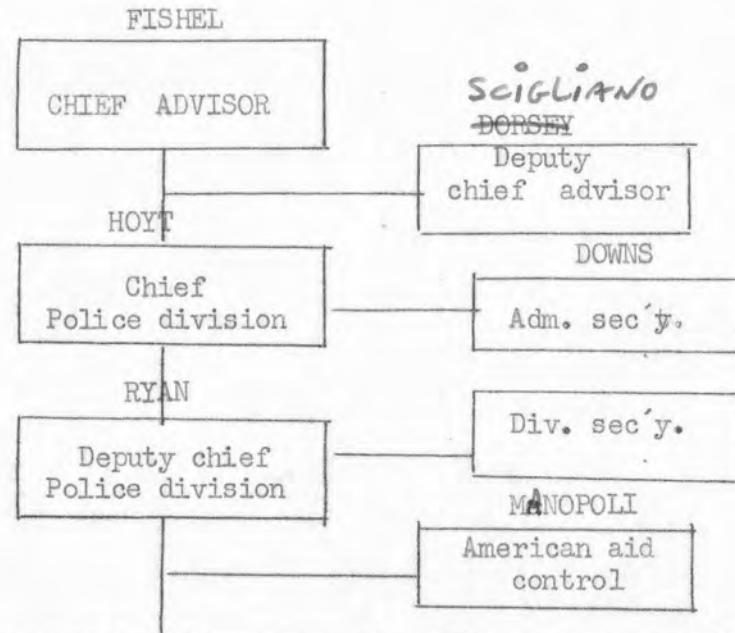 FISHEL
CHIEF ADVISOR
SCIGLIANO
DORSEY
Deputy
chief advisor
HOYT
DOWNS
Chief
Police division
Adm. sec'y.
RYAN
Div. sec'y.
Deputy chief
Police division
MANOPOLI
American aid
control